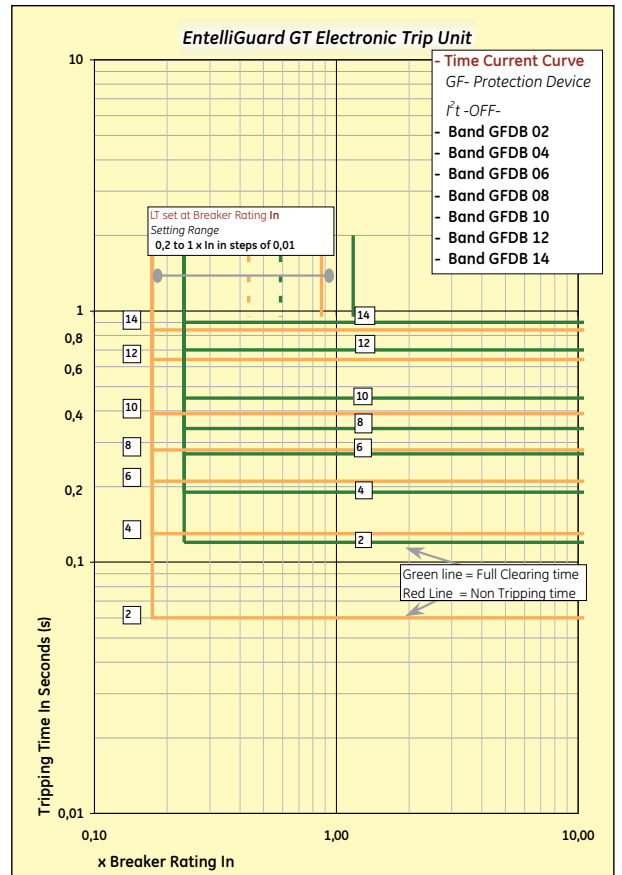 EntelliGuard GT Electronic Trip Unit
10
- Time Current Curve
GF- Protection Device
I²t -OFF-
- Band GFDB 02
- Band GFDB 04
- Band GFDB 06
- Band GFDB 08
- Band GFDB 10
- Band GFDB 12
- Band GFDB 14
LT set at Breaker Rating In
Setting Range
0,2 to 1 x In in steps of 0,01
1
14
14
0,8
12
12
0,6
10
10
0,4
8
8
6
6
0,2
4
4
2
0,1
Green line = Full Clearing time
Red Line = Non Tripping time
2
Tripping Time In Seconds (s)
0,01
0,10
1,00
10,00
x Breaker Rating In